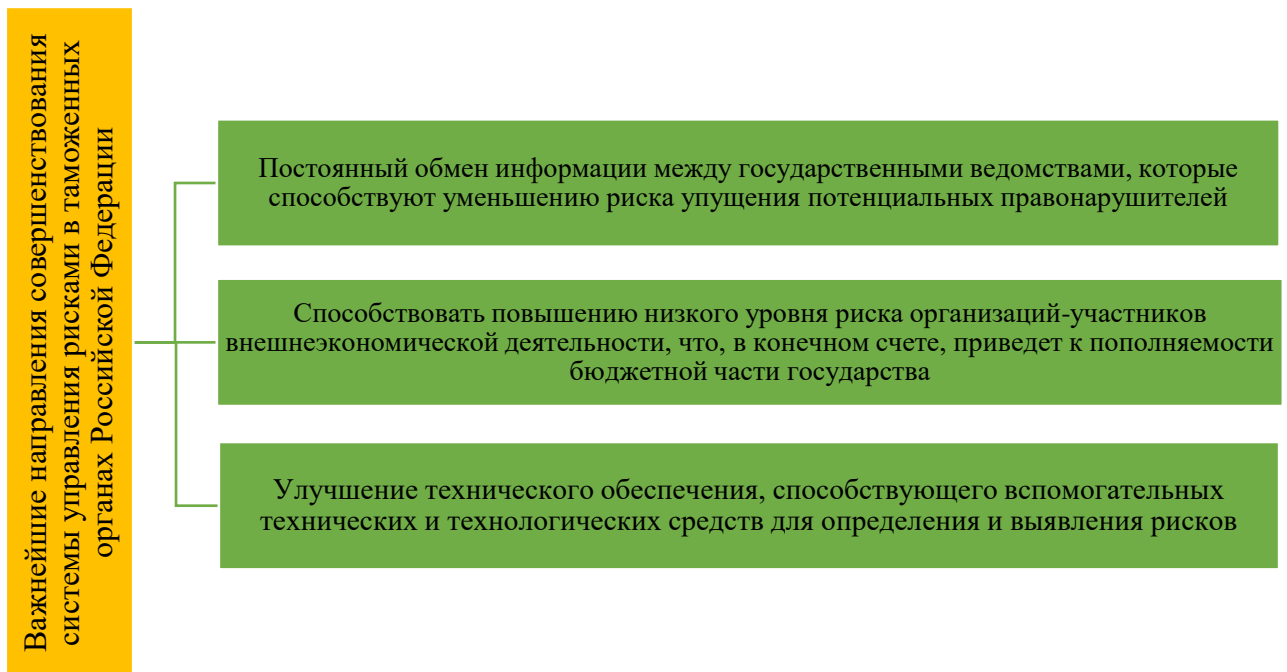 Важнейшие направления совершенствования
системы управления рисками в таможенных
органах Российской Федерации
Постоянный обмен информации между государственными ведомствами, которые
способствуют уменьшению риска упущения потенциальных правонарушителей
Способствовать повышению низкого уровня риска организаций-участников
внешнеэкономической деятельности, что, в конечном счете, приведет к пополняемости
бюджетной части государства
Улучшение технического обеспечения, способствующего вспомогательных
технических и технологических средств для определения и выявления рисков